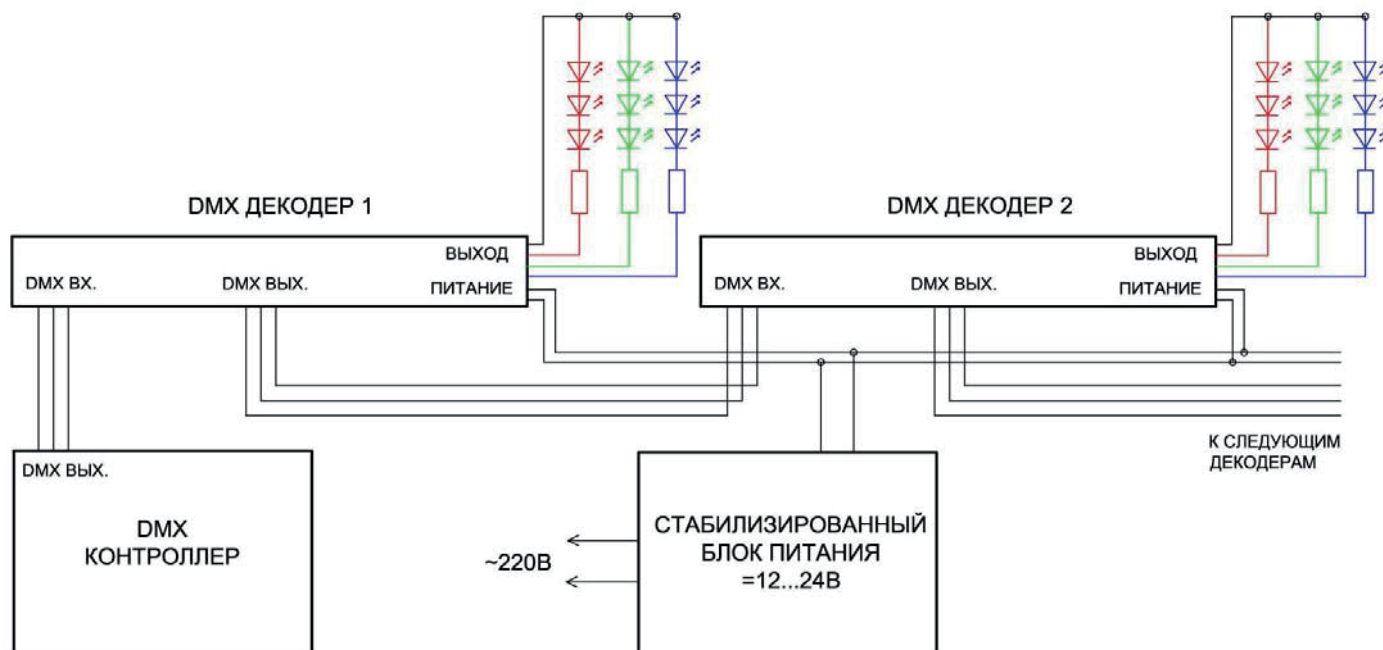 DMX ДЕКОДЕР 1
DMX ДЕКОДЕР 2
ВЫХОД
DMX ВХ.
DMX ВЫХ.
ПИТАНИЕ
ВЫХОД
DMX ВХ.
DMX ВЫХ.
ПИТАНИЕ
К СЛЕДУЮЩИМ
ДЕКОДЕРАМ
DMX ВЫХ.
DMX
КОНТРОЛЛЕР
~220В
СТАБИЛИЗИРОВАННЫЙ
БЛОК ПИТАНИЯ
=12...24В